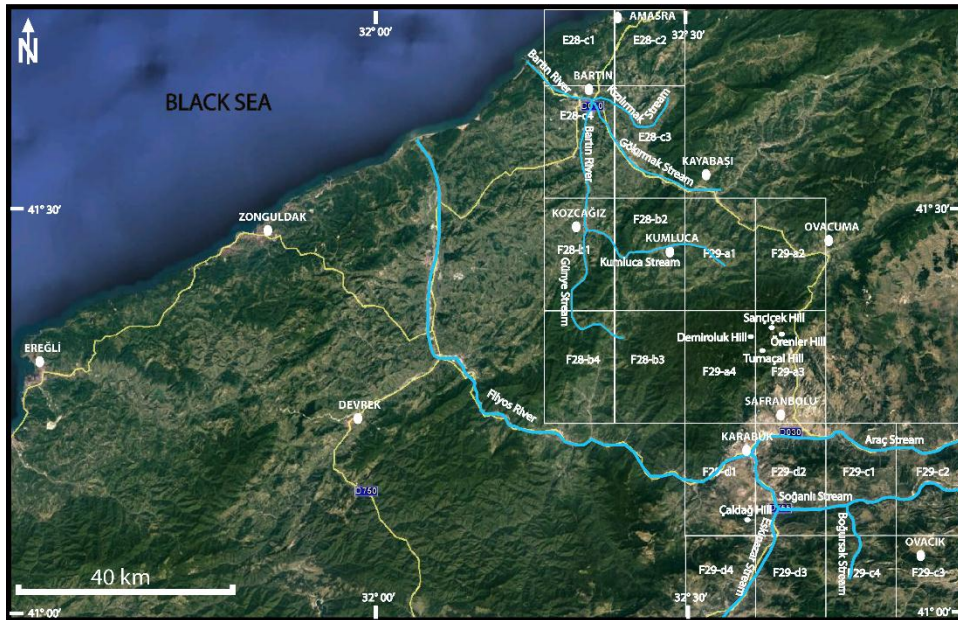 AMASRA
32° 00'
32° 30'
N
E28-c1
E28-c2
Bartın River
BARTIN
Kızılırmak Stream
BLACK SEA
E28-c4
E28-c3
Bartın River
Gökırmak Stream
KAYABAŞI
41° 30'
41° 30'
ZONGULDAK
KOZCAĞIZ
F28-b2
OVACUMA
KUMLUCA
F28-b1
Kumluca Stream
F29-a1
F29-a2
Günye Stream
Sarıçiçek Hill
Demiroluk Hill
Örenler Hill
EREĞLİ
F28-b4
F28-b3
Tumaçal Hill
F29-a4
F29-a3
Filyos River
DEVREK
SAFRANBOLU
D030
KARABÜK
Araç Stream
F29-d1
F29-d2
F29-c1
F29-c2
D750
Soğanlı Stream
Çaldağ Hill
Eskipazar Stream
Boğursak Stream
OVACIK
40 km
F29-d4
F29-d3
F29-c4
F29-c3
41° 00'
32° 00
32° 30
41° 00'